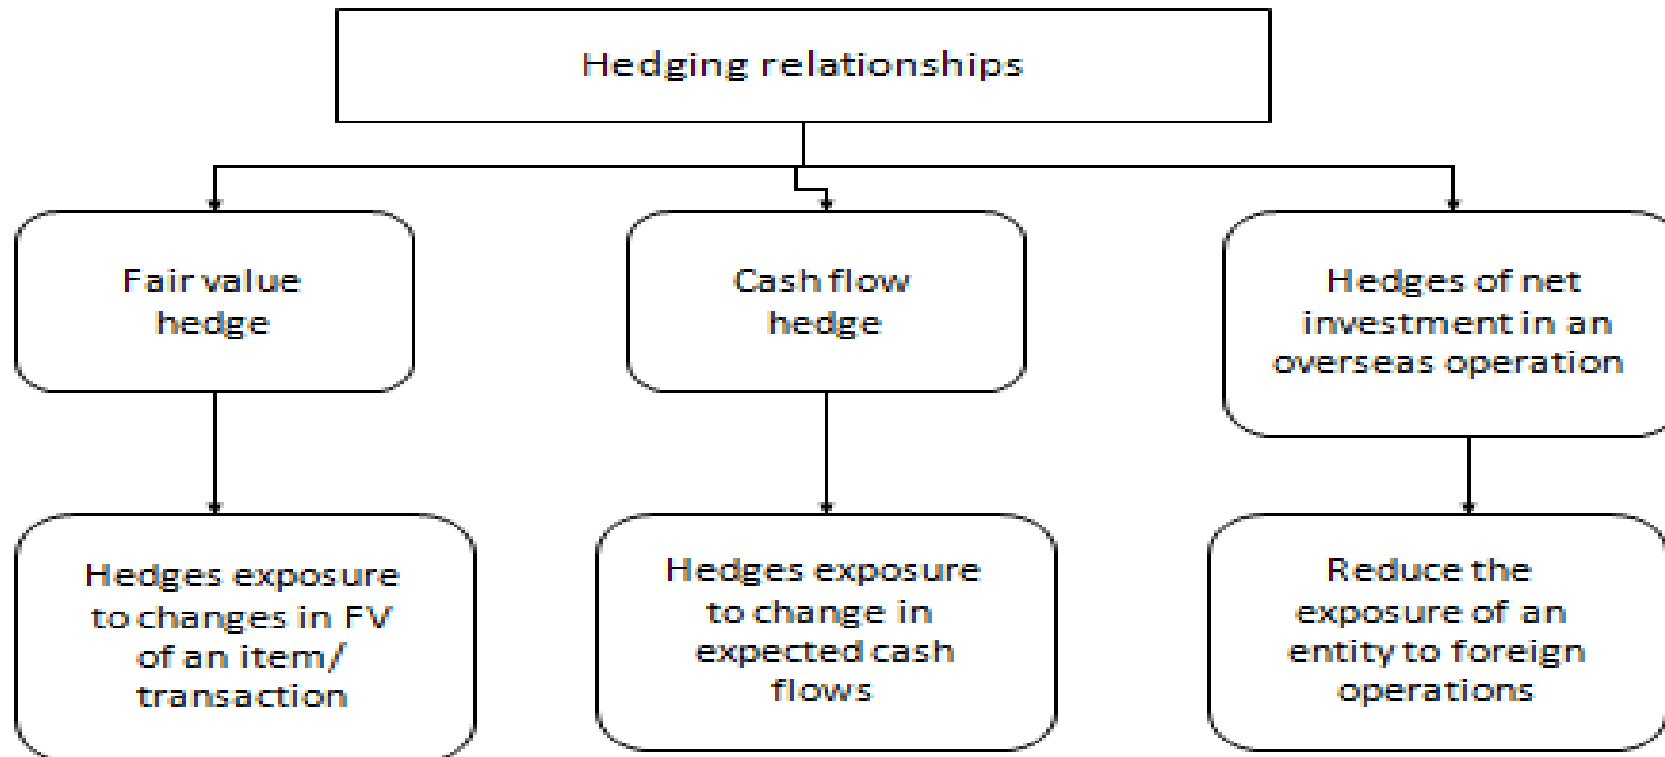 Hedging relationships
Fair value
hedge
Cash flow
hedge
Hedges of net
investment in an
overseas operation
Hedges exposure
to changes in FV
of an item/
transaction
Hedges exposure
to change in
expected cash
flows
Reduce the
exposure of an
entity to foreign
operations